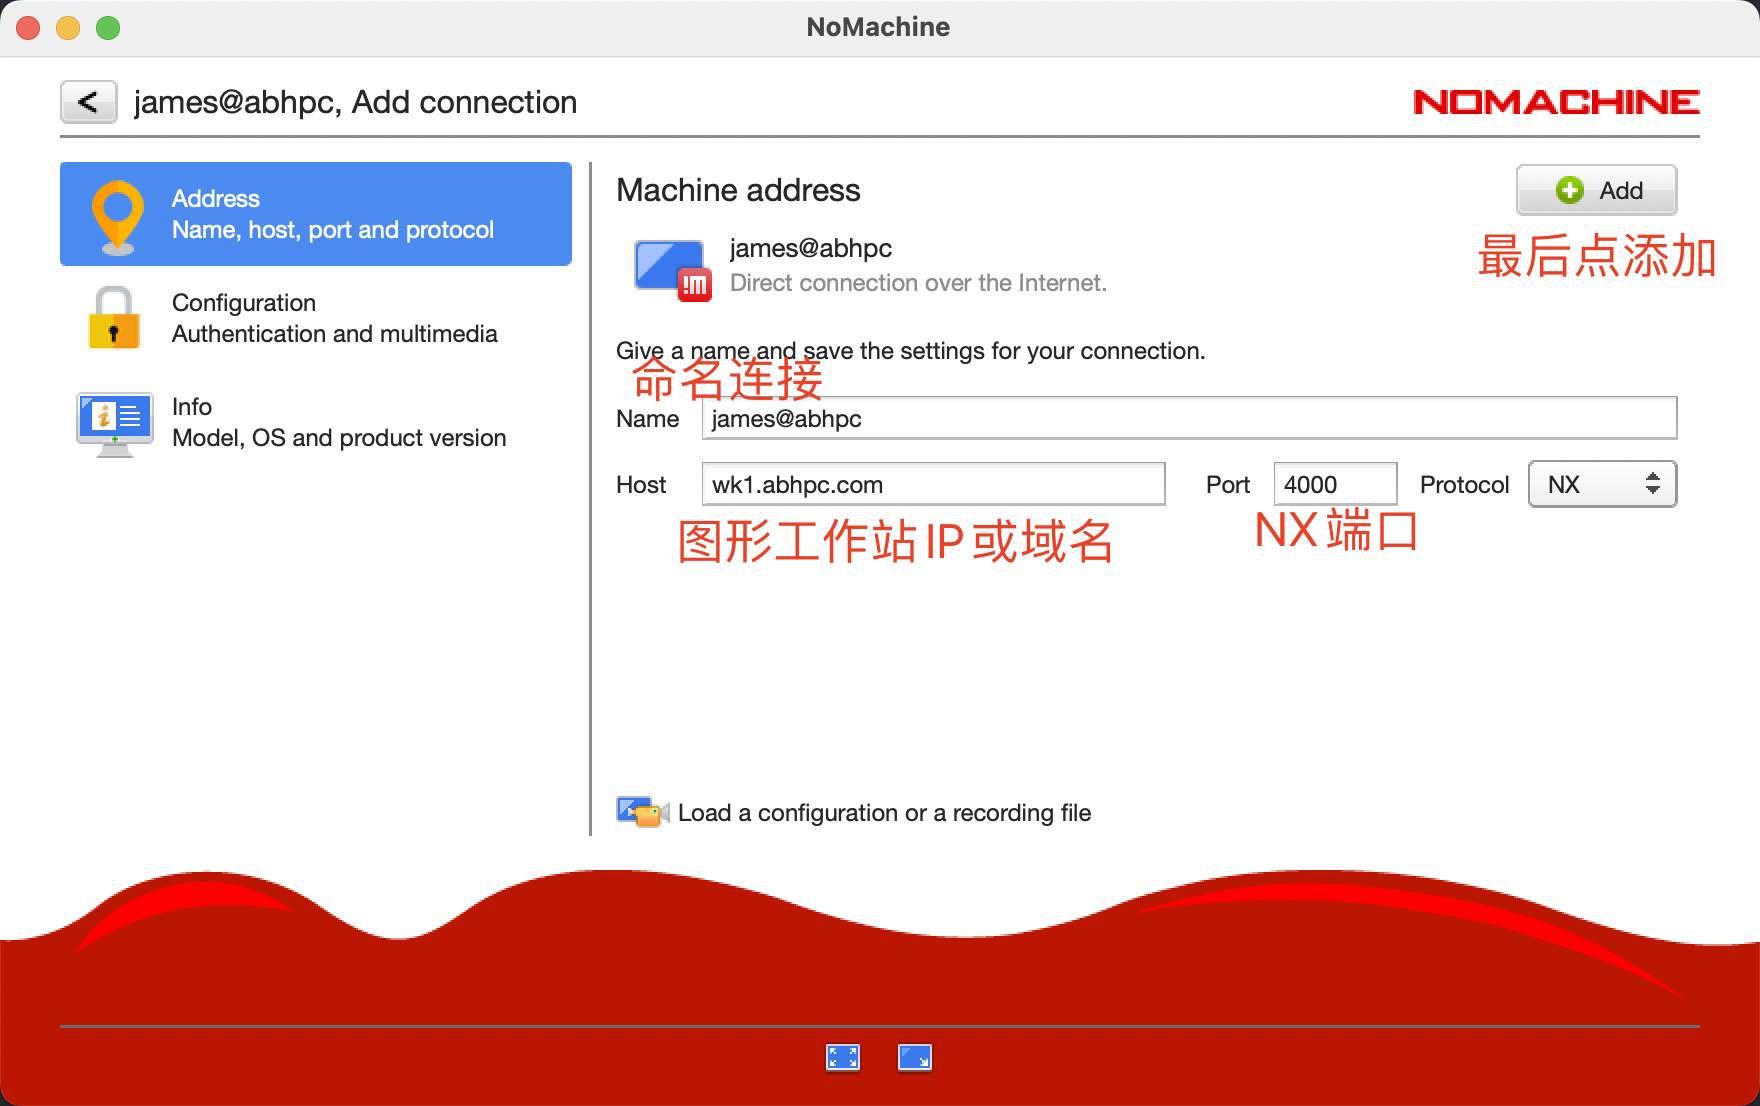 NoMachine
< james@abhpc, Add connection
NOMACHINE
Address
Name, host, port and protocol
Configuration
Authentication and multimedia
Info
Model, OS and product version
Machine address
Add
最后点添加
james@abhpc
!M
Direct connection over the Internet.
Give a name and save the settings for your connection.
命名连接
Name james@abhpc
Host wk1.abhpc.com Port 4000 Protocol NX
图形工作站IP或域名
NX端口
Load a configuration or a recording file